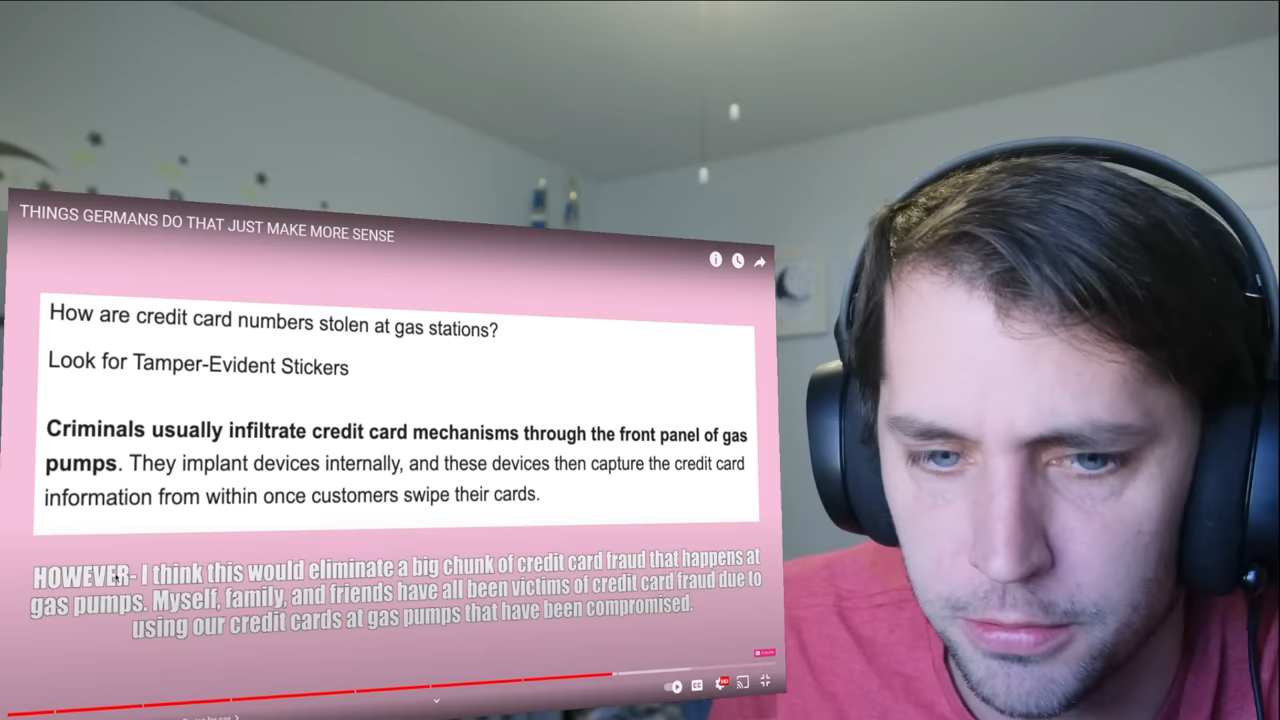 THINGS GERMANS DO THAT JUST MAKE MORE SENSE
How are credit card numbers stolen at gas stations?
Look for Tamper-Evident Stickers
Criminals usually infiltrate credit card mechanisms through the front panel of gas
pumps. They implant devices internally, and these devices then capture the credit card
information from within once customers swipe their cards.
HOWEVER- I think this would eliminate a big chunk of credit card fraud that happens at
gas pumps. Myself, family, and friends have all been victims of credit card fraud due to
using our credit cards at gas pumps that have been compromised.
CC
HD